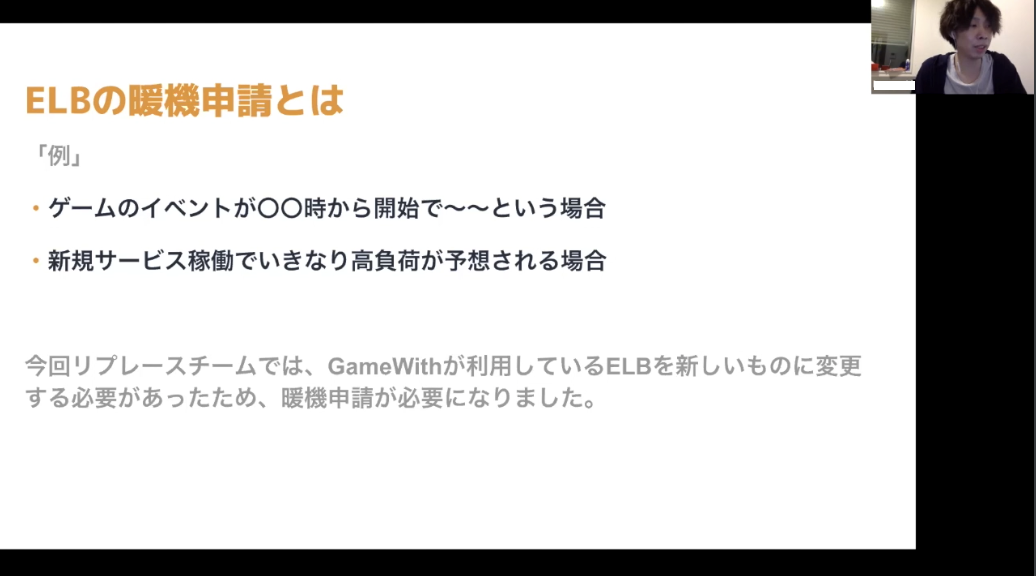 ELBの暖機申請とは
「例」
・ゲームのイベントが〇〇時から開始で〜〜という場合
・新規サービス稼働でいきなり高負荷が予想される場合
今回リプレースチームでは、GameWithが利用しているELBを新しいものに変更
する必要があったため、暖機申請が必要になりました。